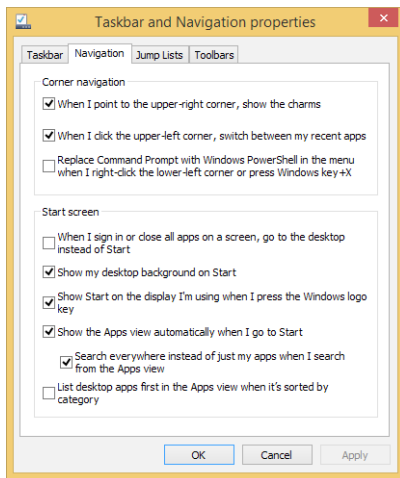 Taskbar and Navigation properties
Taskbar Navigation Jump Lists Toolbars
Corner navigation
When I point to the upper-right corner, show the charms
When I click the upper-left corner, switch between my recent apps
Replace Command Prompt with Windows PowerShell in the menu
when I right-click the lower-left corner or press Windows key+X
Start screen
When I sign in or close all apps on a screen, go to the desktop
instead of Start
Show my desktop background on Start
Show Start on the display I'm using when I press the Windows logo
key
Show the Apps view automatically when I go to Start
Search everywhere instead of just my apps when I search
from the Apps view
List desktop apps first in the Apps view when it's sorted by
category
OK Cancel Apply